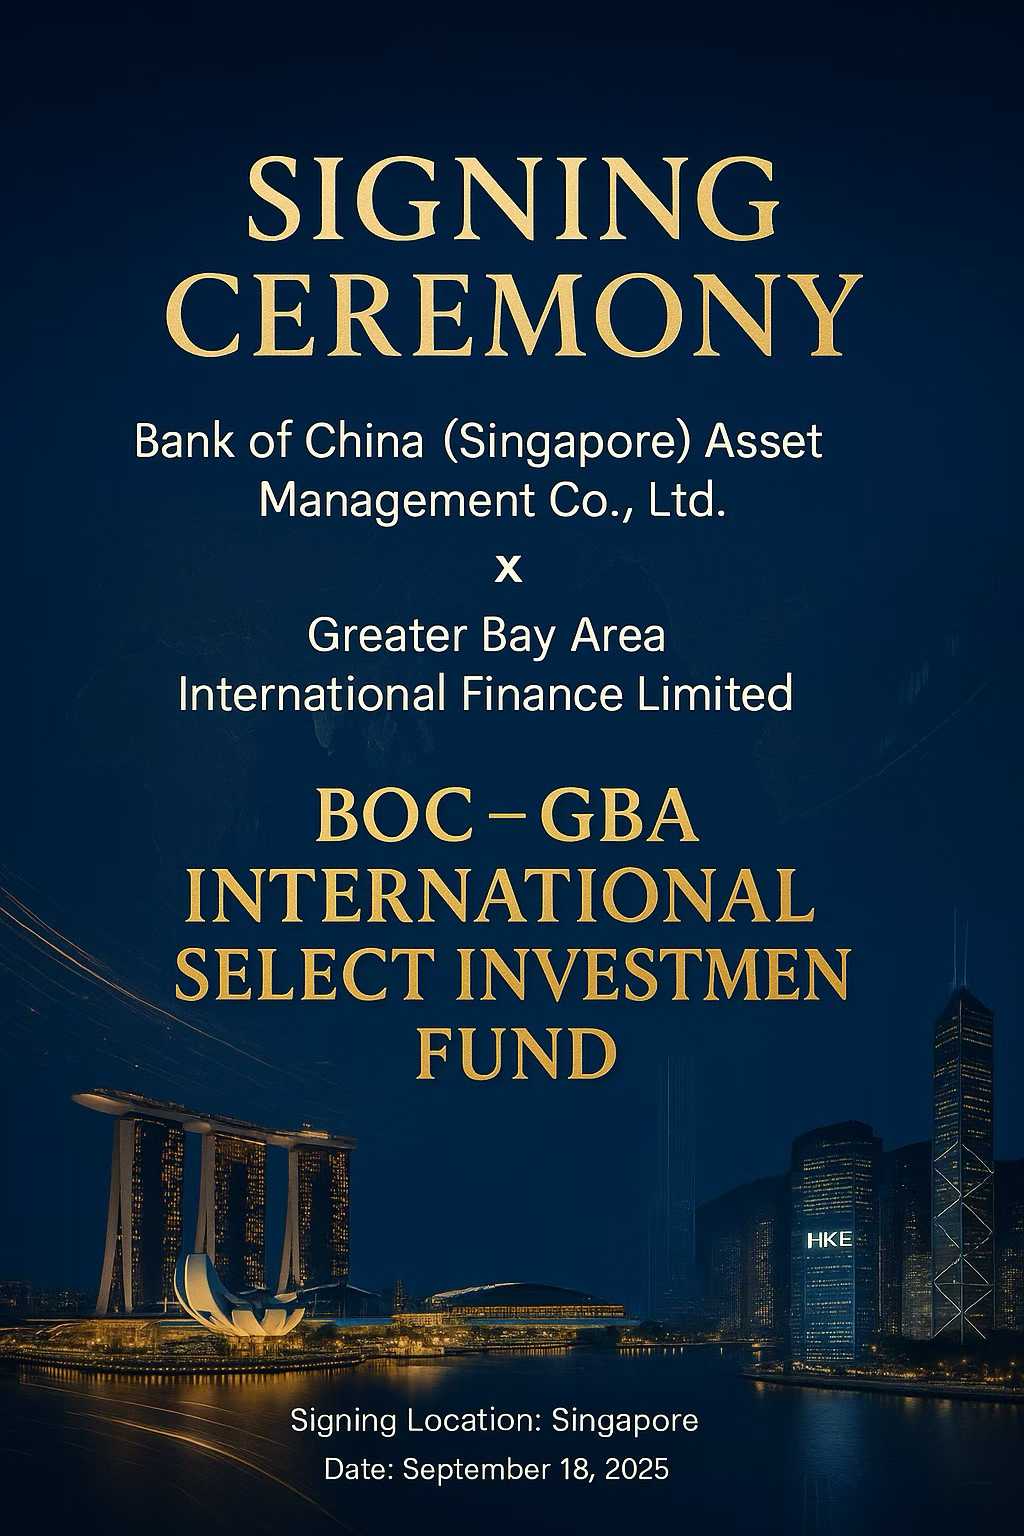 SIGNING
CEREMONY
Bank of China (Singapore) Asset
Management Co., Ltd.
x
Greater Bay Area
International Finance Limited
BOC – GBA
INTERNATIONAL
SELECT INVESTMEN
FUND
HKE
Signing Location: Singapore
Date: September 18, 2025